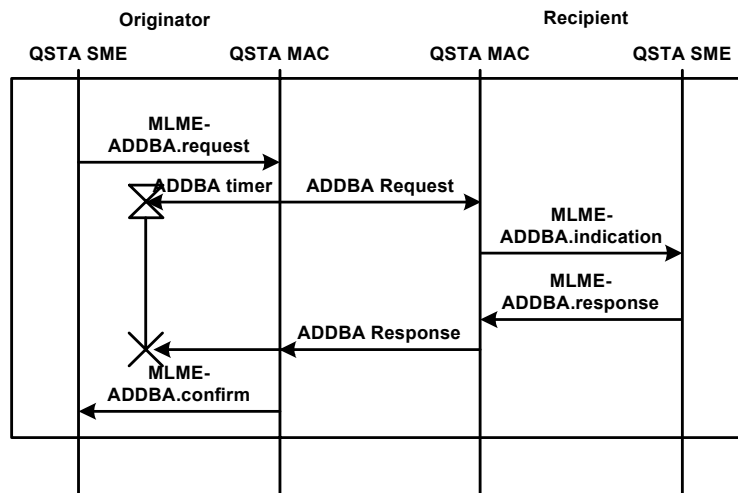 Originator
Recipient
QSTA SME
QSTA MAC
QSTA MAC
QSTA SME
MLME-
ADDBA.request
ADDBA timer
ADDBA Request
MLME-
ADDBA.indication
MLME-
ADDBA.response
ADDBA Response
MLME-
ADDBA.confirm